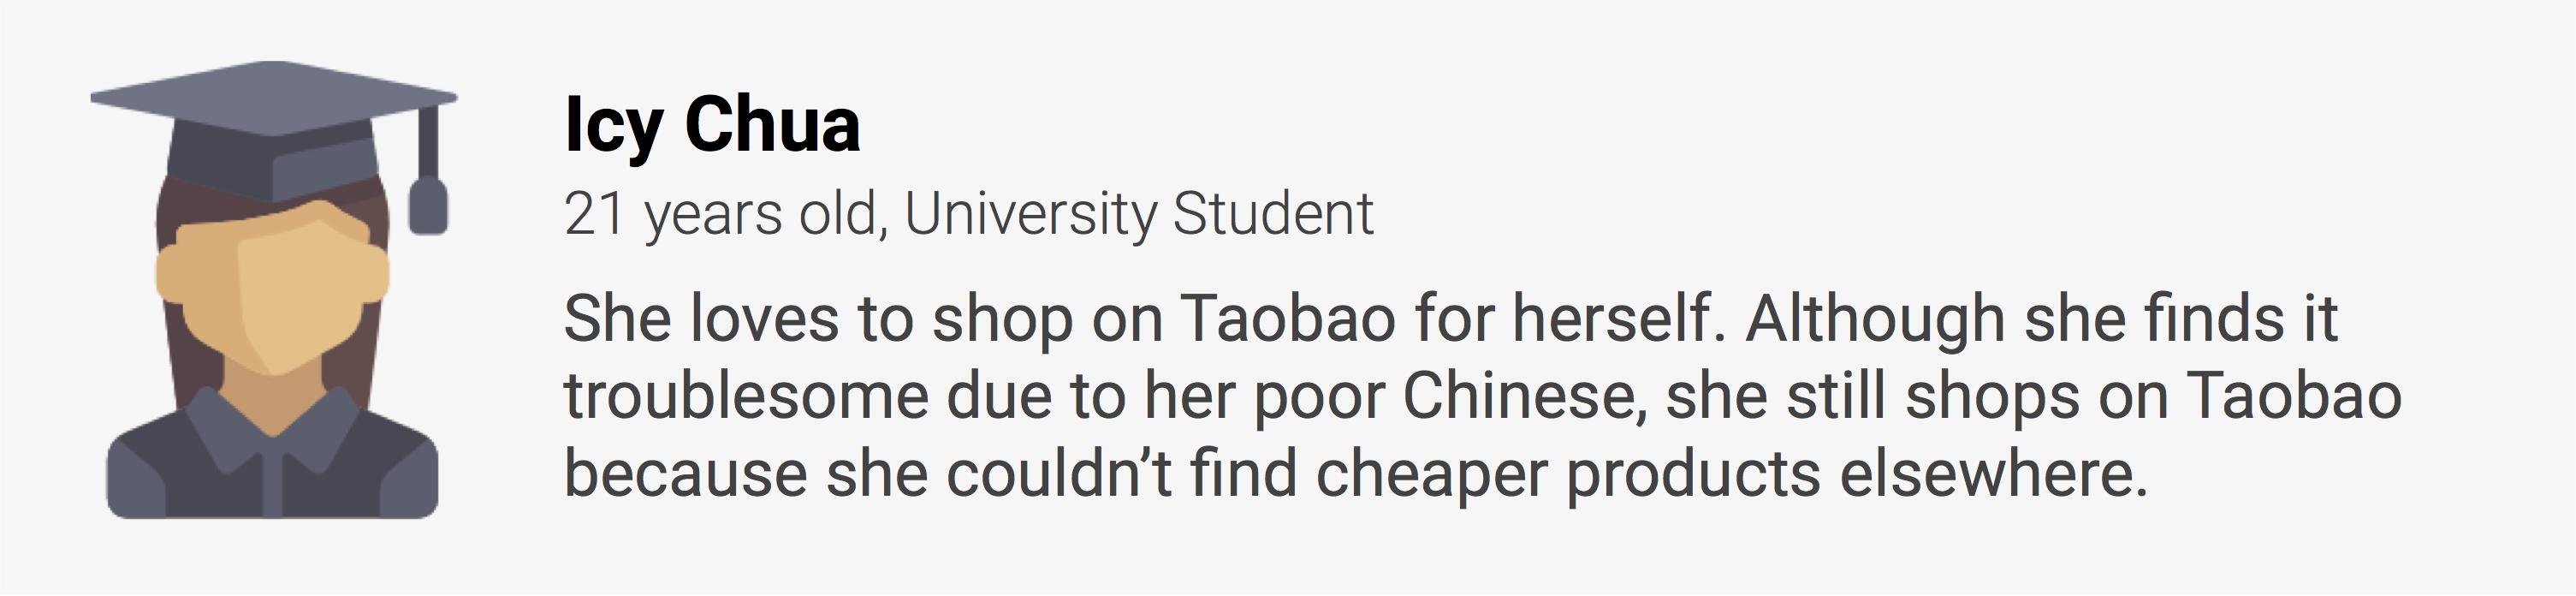 Icy Chua
21 years old, University Student
She loves to shop on Taobao for herself. Although she finds it
troublesome due to her poor Chinese, she still shops on Taobao
because she couldn’t find cheaper products elsewhere.